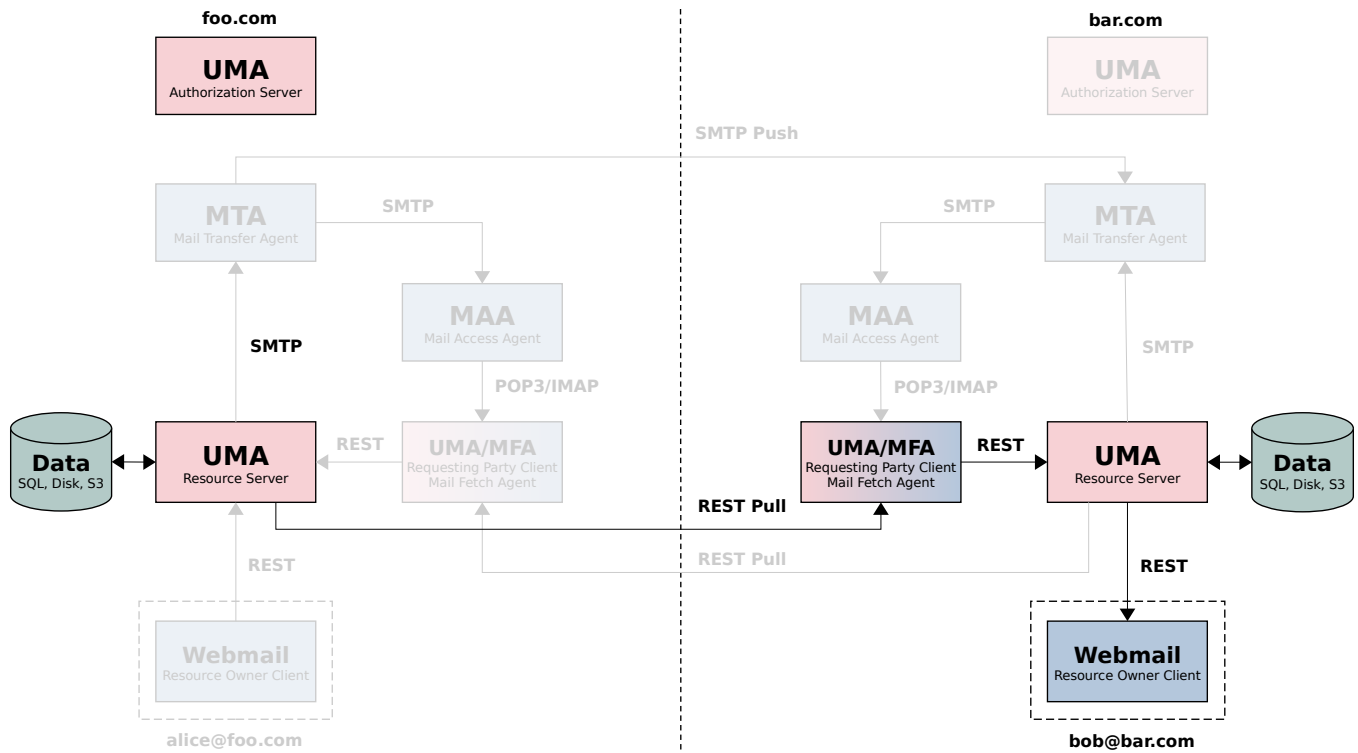 foo.com
bar.com
UMA
Authorization Server
UMA
Authorization Server
SMTP Push
MTA
Mail Transfer Agent
SMTP
SMTP
MTA
Mail Transfer Agent
MAA
Mail Access Agent
MAA
Mail Access Agent
SMTP
SMTP
POP3/IMAP
POP3/IMAP
Data
SQL, Disk, S3
UMA
Resource Server
REST
UMA/MFA
Requesting Party Client
Mail Fetch Agent
UMA/MFA
Requesting Party Client
Mail Fetch Agent
REST
UMA
Resource Server
Data
SQL, Disk, S3
REST Pull
REST Pull
REST
REST
Webmail
Resource Owner Client
Webmail
Resource Owner Client
alice@foo.com
bob@bar.com